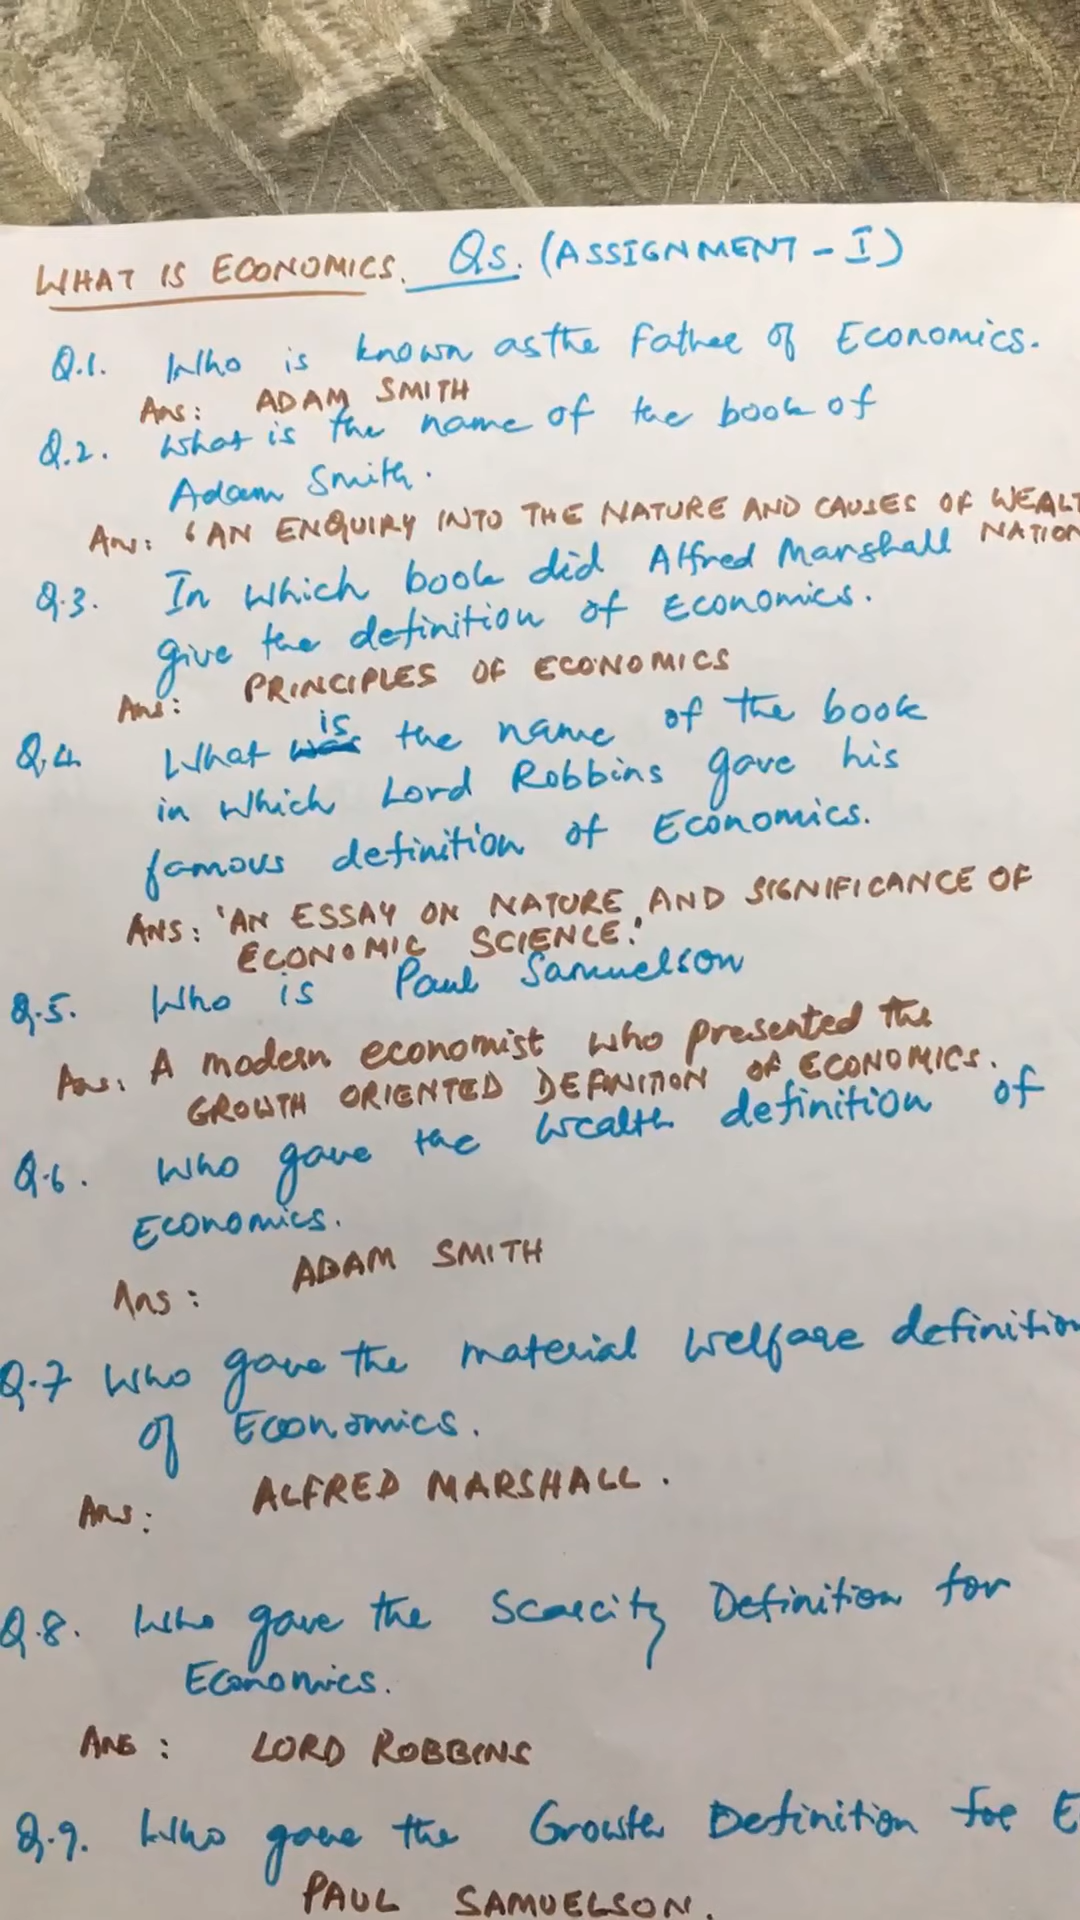 WHAT IS ECONOMICS. Qs. (ASSIGNMENT - I)
Q.1. Who is known as the Father of Economics.
Ans: ADAM SMITH
Q.2. What is the name of the book of
Adam Smith.
Ans: 'AN ENQUIRY INTO THE NATURE AND CAUSES OF WEALT
NATION
Q.3. In which book did Alfred Marshall
give the definition of Economics.
Ans: PRINCIPLES OF ECONOMICS
Q.4. What is the name of the book
in which Lord Robbins gave his
famous definition of Economics.
ANS: 'AN ESSAY ON NATURE AND SIGNIFICANCE OF
ECONOMIC SCIENCE.'
Q.5. Who is Paul Samuelson
Ans: A modern economist who presented the
GROWTH ORIENTED DEFINITION OF ECONOMICS.
Q.6. Who gave the wealth definition of
Economics.
Ans: ADAM SMITH
Q.7 Who gave the material welfare definition
of Economics.
Ans: ALFRED MARSHALL.
Q.8. Who gave the Scarcity Definition for
Economics.
ANS: LORD ROBBINS
Q.9. Who gave the Growth Definition for E
PAUL SAMUELSON.